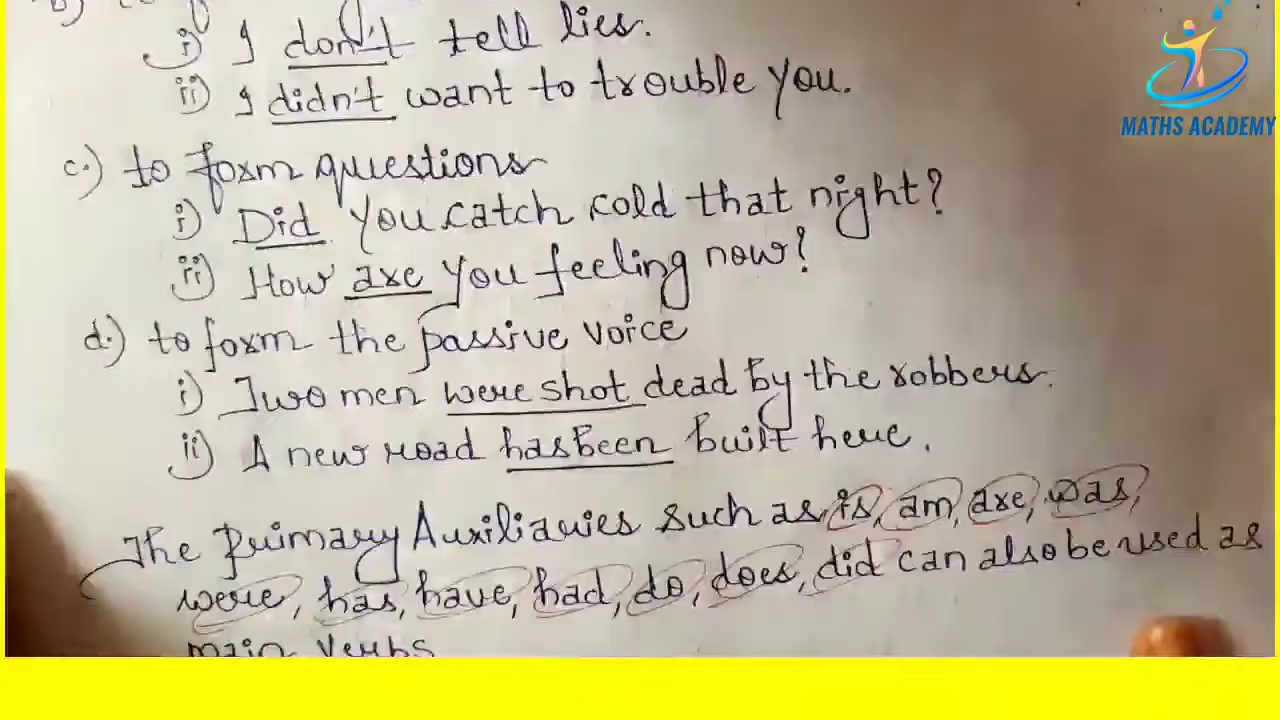 i) I don't tell lies.
ii) I didn't want to trouble you.
c.) to form questions
i) Did you catch cold that night?
ii) How are you feeling now?
d.) to form the passive voice
i) Two men were shot dead by the robbers.
ii) A new road has been built here.
The Primary Auxiliaries such as is, am, are, was,
were, has, have, had, do, does, did can also be used as
main verbs
MATHS ACADEMY